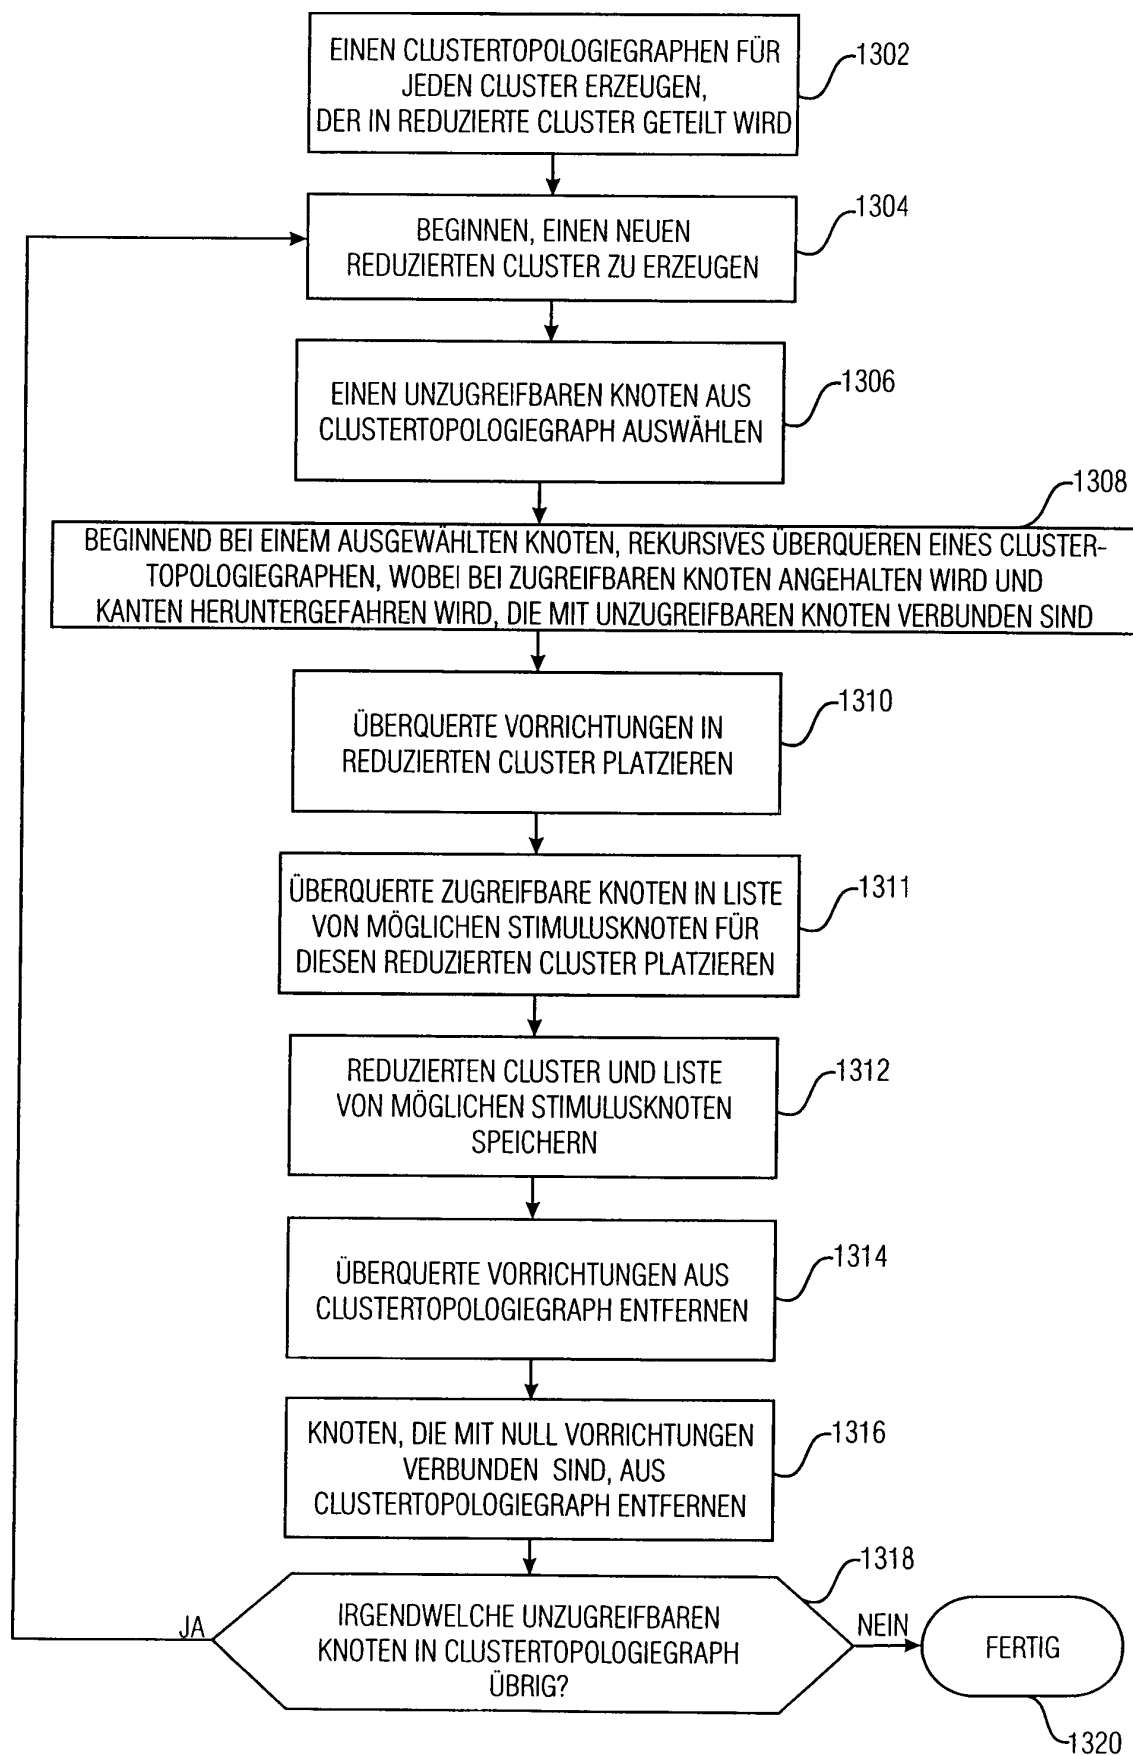 EINEN CLUSTERTOPOLOGIEGRAPHEN FÜR
JEDEN CLUSTER ERZEUGEN,
DER IN REDUZIERTE CLUSTER GETEILT WIRD
1302
BEGINNEN, EINEN NEUEN
REDUZIERTEN CLUSTER ZU ERZEUGEN
1304
EINEN UNZUGREIFBAREN KNOTEN AUS
CLUSTERTOPOLOGIEGRAPH AUSWÄHLEN
1306
1308
BEGINNEND BEI EINEM AUSGEWÄHLTEN KNOTEN, REKURSIVES ÜBERQUEREN EINES CLUSTER-
TOPOLOGIEGRAPHEN, WOBEI BEI ZUGREIFBAREN KNOTEN ANGEHALTEN WIRD UND
KANTEN HERUNTERGEFAHREN WIRD, DIE MIT UNZUGREIFBAREN KNOTEN VERBUNDEN SIND
ÜBERQUERTE VORRICHTUNGEN IN
REDUZIERTEN CLUSTER PLATZIEREN
1310
ÜBERQUERTE ZUGREIFBARE KNOTEN IN LISTE
VON MÖGLICHEN STIMULUSKNOTEN FÜR
DIESEN REDUZIERTEN CLUSTER PLATZIEREN
1311
REDUZIERTEN CLUSTER UND LISTE
VON MÖGLICHEN STIMULUSKNOTEN
SPEICHERN
1312
ÜBERQUERTE VORRICHTUNGEN AUS
CLUSTERTOPOLOGIEGRAPH ENTFERNEN
1314
KNOTEN, DIE MIT NULL VORRICHTUNGEN
VERBUNDEN SIND, AUS
CLUSTERTOPOLOGIEGRAPH ENTFERNEN
1316
1318
IRGENDWELCHE UNZUGREIFBAREN
KNOTEN IN CLUSTERTOPOLOGIEGRAPH
ÜBRIG?
JA
NEIN
FERTIG
1320